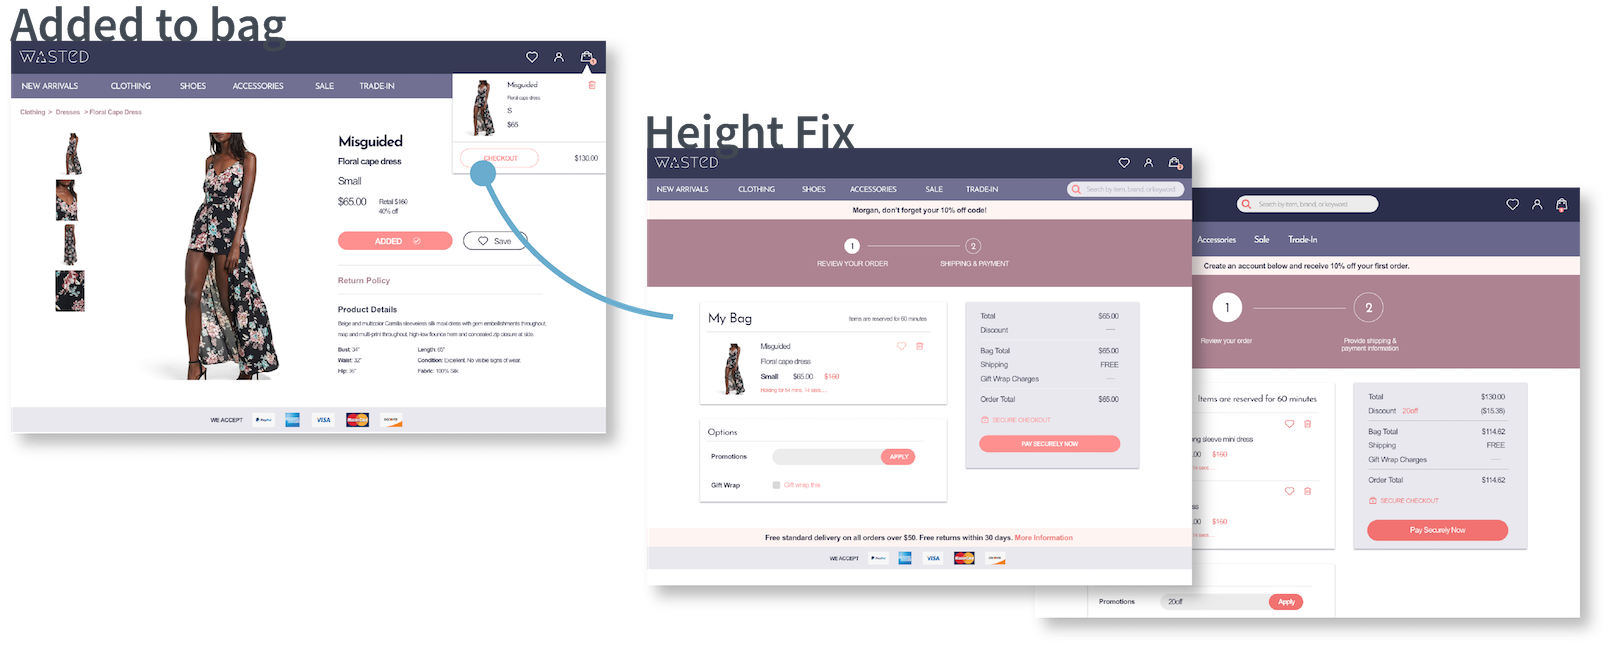 Added to bag
WASTED
NEW ARRIVALS CLOTHING SHOES ACCESSORIES SALE TRADE-IN
Clothing > Dresses > Floral Cape Dress
Misguided
Floral cape dress
S
$65
CHECKOUT $130.00
Misguided
Floral cape dress
Small
$65.00 Retail $160
40% off
ADDED
Save
Return Policy
Product Details
Beige and multicolor Camilla sleeveless silk maxi dress with gem embellishments throughout,
map and multi-print throughout, high-low flounce hem and concealed zip closure at side.
Bust: 34" Length: 65"
Waist: 32" Condition: Excellent. No visible signs of wear.
Hip: 36" Fabric: 100% Silk
WE ACCEPT PayPal VISA MasterCard DISCOVER
Height Fix
WASTED
NEW ARRIVALS CLOTHING SHOES ACCESSORIES SALE TRADE-IN Search by item, brand, or keyword
Morgan, don't forget your 10% off code!
1 2
REVIEW YOUR ORDER SHIPPING & PAYMENT
My Bag Items are reserved for 60 minutes
Misguided
Floral cape dress
Small $65.00 $160
Holding for 54 mins, 14 secs....
Options
Promotions APPLY
Gift Wrap Gift wrap this
Total $65.00
Discount ----
Bag Total $65.00
Shipping FREE
Gift Wrap Charges ----
Order Total $65.00
SECURE CHECKOUT
PAY SECURELY NOW
Free standard delivery on all orders over $50. Free returns within 30 days. More Information
WE ACCEPT PayPal VISA MasterCard DISCOVER
Search by item, brand, or keyword
Accessories Sale Trade-In
Create an account below and receive 10% off your first order.
1 2
Review your order Provide shipping &
payment information
Items are reserved for 60 minutes
ng sleeve mini dress
.00 $160
14 secs....
ss
.00 $160
14 secs....
Total $130.00
Discount 20off ($15.38)
Bag Total $114.62
Shipping FREE
Gift Wrap Charges ----
Order Total $114.62
SECURE CHECKOUT
Pay Securely Now
Promotions 20off Apply